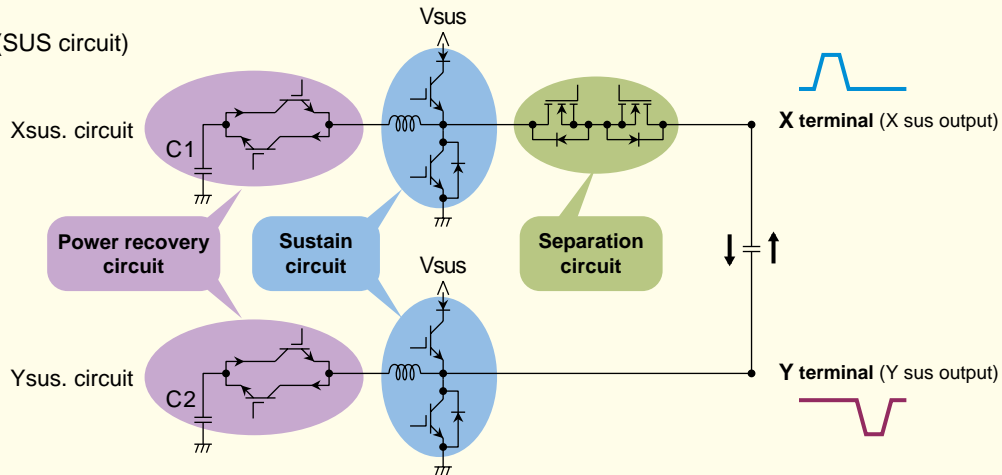 Vsus
(SUS circuit)
Xsus. circuit
C1
X terminal (X sus output)
Power recovery
circuit
Sustain
circuit
Separation
circuit
Vsus
Ysus. circuit
C2
Y terminal (Y sus output)